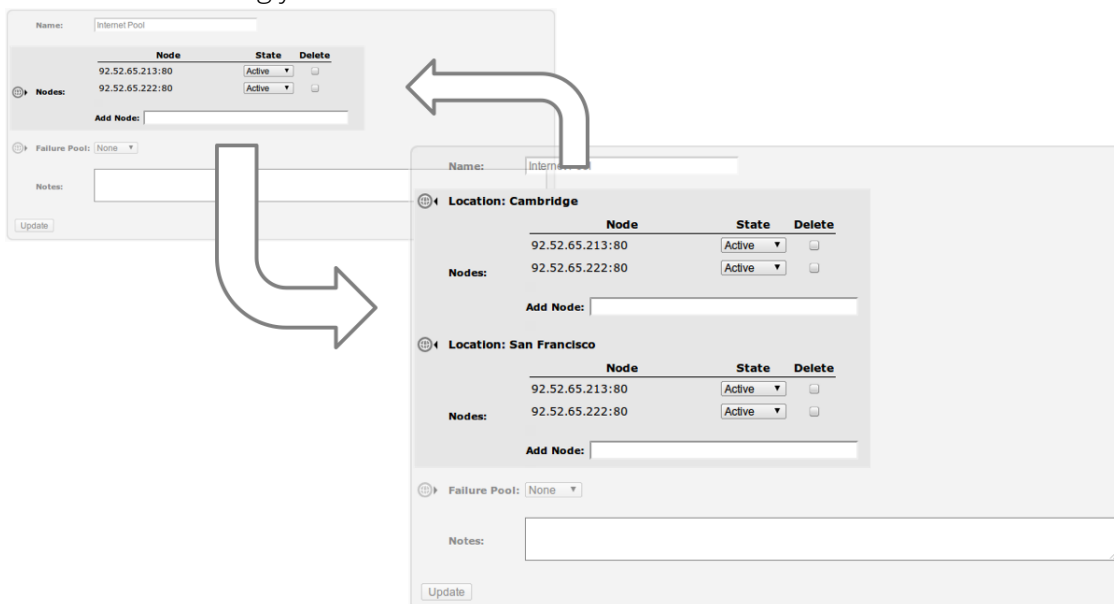 Name: Internet Pool
Node State Delete
92.52.65.213:80 Active
Nodes: 92.52.65.222:80 Active
Add Node:
Failure Pool: None
Notes:
Update
Name:
Location: Cambridge
Node State Delete
92.52.65.213:80 Active
Nodes: 92.52.65.222:80 Active
Add Node:
Location: San Francisco
Node State Delete
92.52.65.213:80 Active
Nodes: 92.52.65.222:80 Active
Add Node:
Failure Pool: None
Notes:
Update